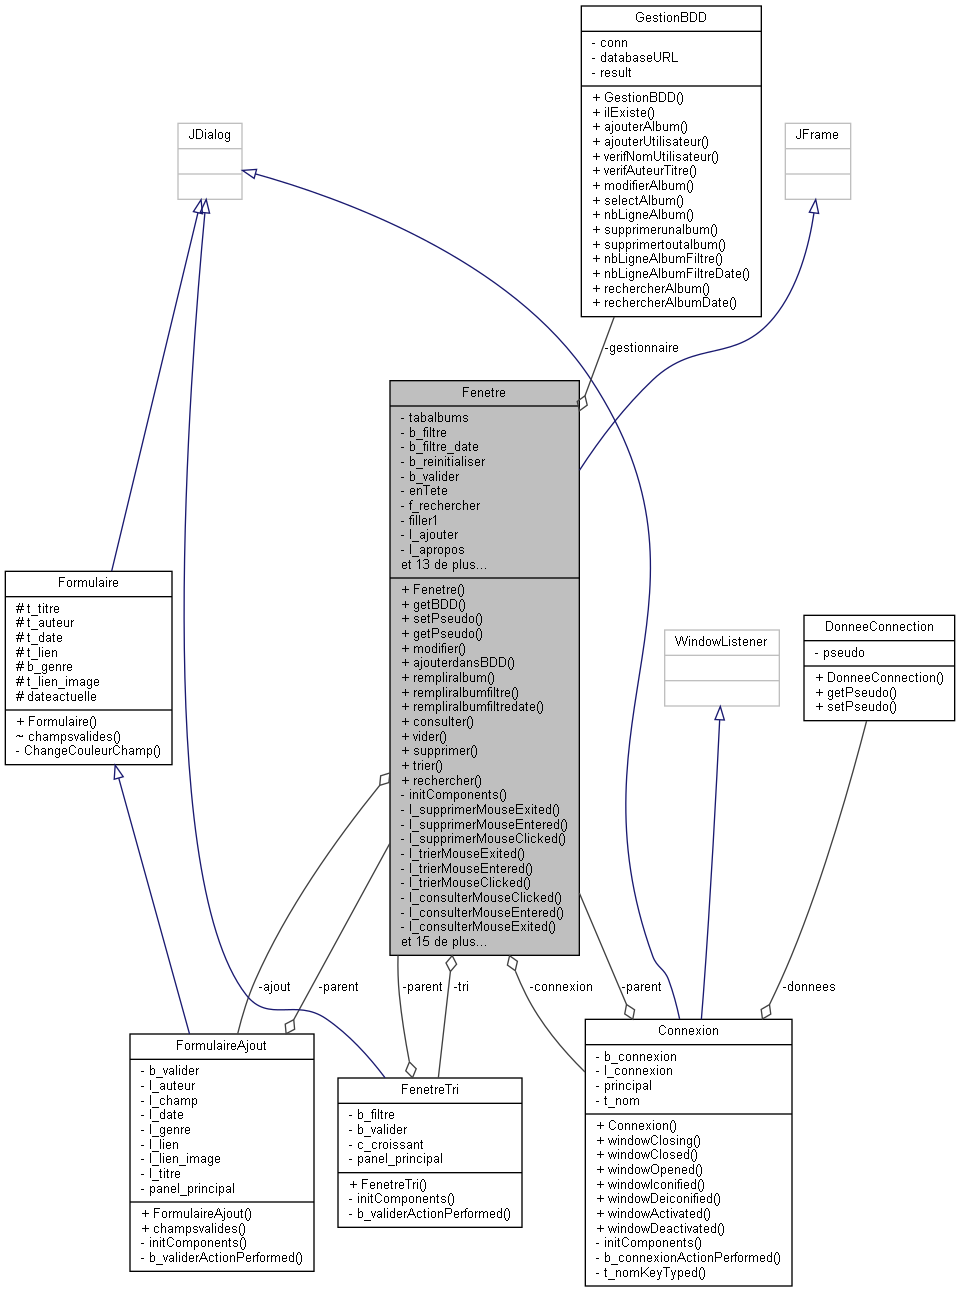 GestionBDD
- conn
- databaseURL
- result
+ GestionBDD()
+ ilExiste()
+ ajouterAlbum()
+ ajouterUtilisateur()
+ verifNomUtilisateur()
+ verifAuteurTitre()
+ modifierAlbum()
+ selectAlbum()
+ nbLigneAlbum()
+ supprimerunalbum()
+ supprimertoutalbum()
+ nbLigneAlbumFiltre()
+ nbLigneAlbumFiltreDate()
+ rechercherAlbum()
+ rechercherAlbumDate()
JDialog
JFrame
-gestionnaire
Fenetre
- tabalbums
- b_filtre
- b_filtre_date
- b_reinitialiser
- b_valider
- enTete
- f_rechercher
- filler1
- l_ajouter
- l_apropos
et 13 de plus...
+ Fenetre()
+ getBDD()
+ setPseudo()
+ getPseudo()
+ modifier()
+ ajouterdansBDD()
+ rempliralbum()
+ rempliralbumfiltre()
+ rempliralbumfiltredate()
+ consulter()
+ vider()
+ supprimer()
+ trier()
+ rechercher()
- initComponents()
- l_supprimerMouseExited()
- l_supprimerMouseEntered()
- l_supprimerMouseClicked()
- l_trierMouseExited()
- l_trierMouseEntered()
- l_trierMouseClicked()
- l_consulterMouseClicked()
- l_consulterMouseEntered()
- l_consulterMouseExited()
et 15 de plus...
Formulaire
# t_titre
# t_auteur
# t_date
# t_lien
# b_genre
# t_lien_image
# dateactuelle
+ Formulaire()
~ champsvalides()
- ChangeCouleurChamp()
WindowListener
DonneeConnection
- pseudo
+ DonneeConnection()
+ getPseudo()
+ setPseudo()
-ajout
-parent
-parent
-tri
-connexion
-parent
-donnees
FormulaireAjout
- b_valider
- l_auteur
- l_champ
- l_date
- l_genre
- l_lien
- l_lien_image
- l_titre
- panel_principal
+ FormulaireAjout()
+ champsvalides()
- initComponents()
- b_validerActionPerformed()
FenetreTri
- b_filtre
- b_valider
- c_croissant
- panel_principal
+ FenetreTri()
- initComponents()
- b_validerActionPerformed()
Connexion
- b_connexion
- l_connexion
- principal
- t_nom
+ Connexion()
+ windowClosing()
+ windowClosed()
+ windowOpened()
+ windowIconified()
+ windowDeiconified()
+ windowActivated()
+ windowDeactivated()
- initComponents()
- b_connexionActionPerformed()
- t_nomKeyTyped()